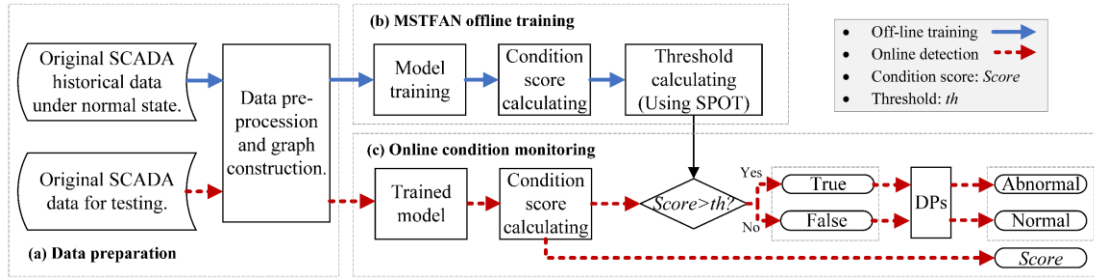 Original SCADA
historical data
under normal state.
Original SCADA
data for testing.
Data pre-
procession
and graph
construction.
(a) Data preparation
(b) MSTFAN offline training
Model
training
Condition
score
calculating
Threshold
calculating
(Using SPOT)
• Off-line training
• Online detection
• Condition score: Score
• Threshold: th
(c) Online condition monitoring
Trained
model
Condition
score
calculating
Score>th?
Yes
No
True
False
DPs
Abnormal
Normal
Score